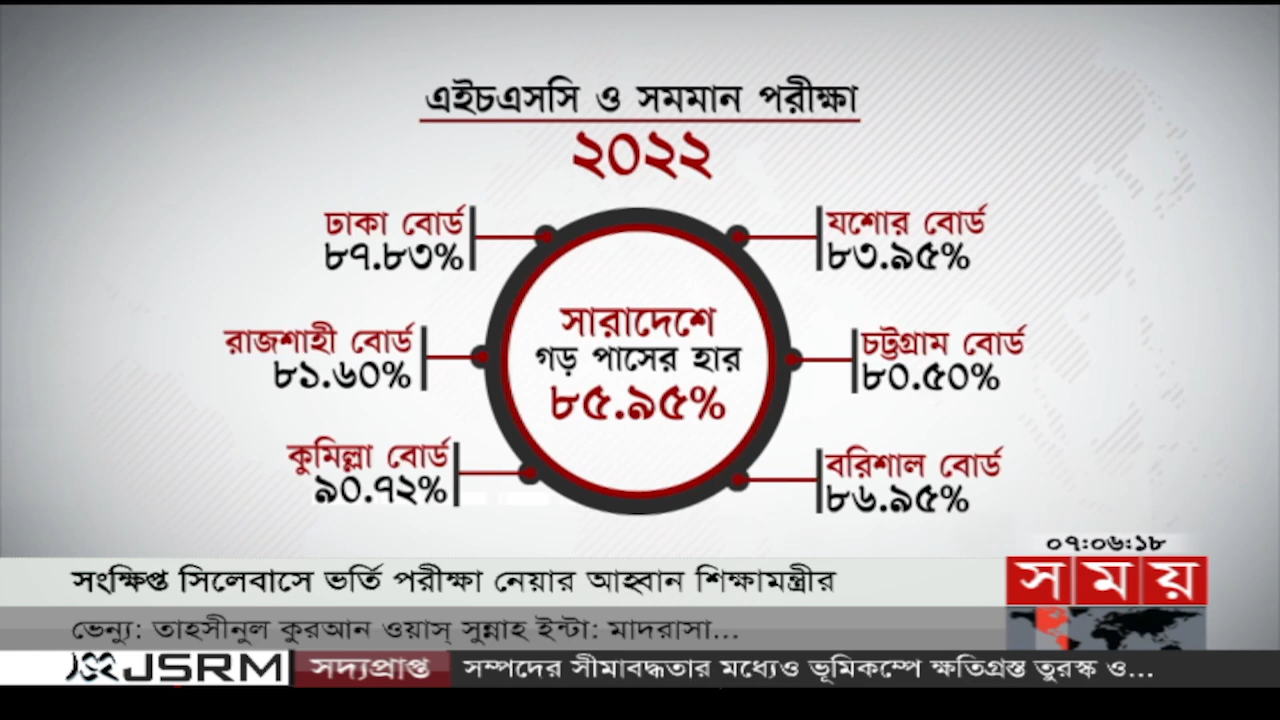 এইচএসসি ও সমমান পরীক্ষা
২০২২
ঢাকা বোর্ড
৮৭.৮৩%
যশোর বোর্ড
৮৩.৯৫%
রাজশাহী বোর্ড
৮১.৬০%
সারাদেশে
গড় পাসের হার
৮৫.৯৫%
চট্টগ্রাম বোর্ড
৮০.৫০%
কুমিল্লা বোর্ড
৯০.৭২%
বরিশাল বোর্ড
৮৬.৯৫%
০৭:০৬:১৮
সংক্ষিপ্ত সিলেবাসে ভর্তি পরীক্ষা নেয়ার আহ্বান শিক্ষামন্ত্রীর
সময়
ভেন্যু: তাহসীনুল কুরআন ওয়াস্ সুন্নাহ ইন্টা: মাদরাসা...
JSRM সদ্যপ্রাপ্ত সম্পদের সীমাবদ্ধতার মধ্যেও ভূমিকম্পে ক্ষতিগ্রস্ত তুরস্ক ও...